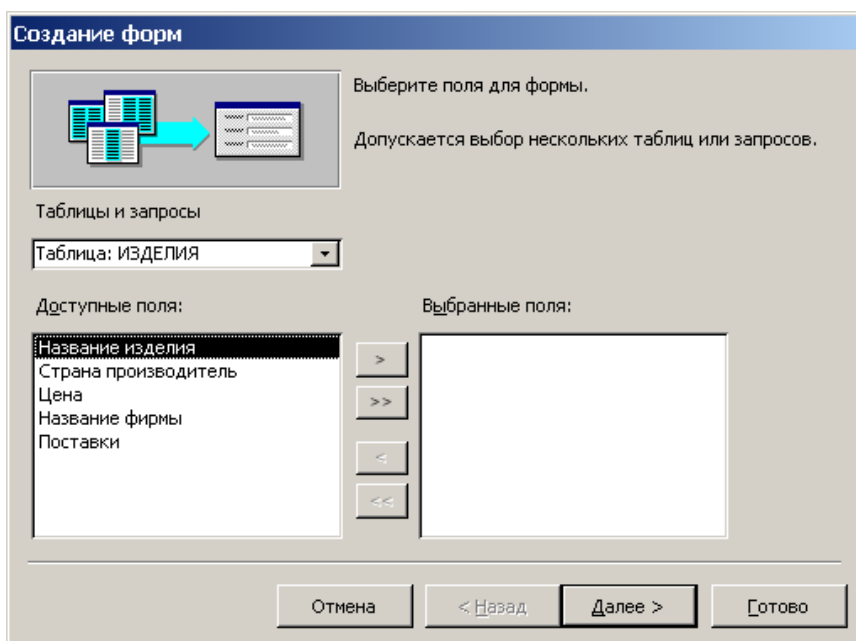 Создание форм
Выберите поля для формы.
Допускается выбор нескольких таблиц или запросов.
Таблицы и запросы
Таблица: ИЗДЕЛИЯ
Доступные поля:
Выбранные поля:
Название изделия
Страна производитель
Цена
Название фирмы
Поставки
>
>>
<
<<
Отмена
< Назад
Далее >
Готово